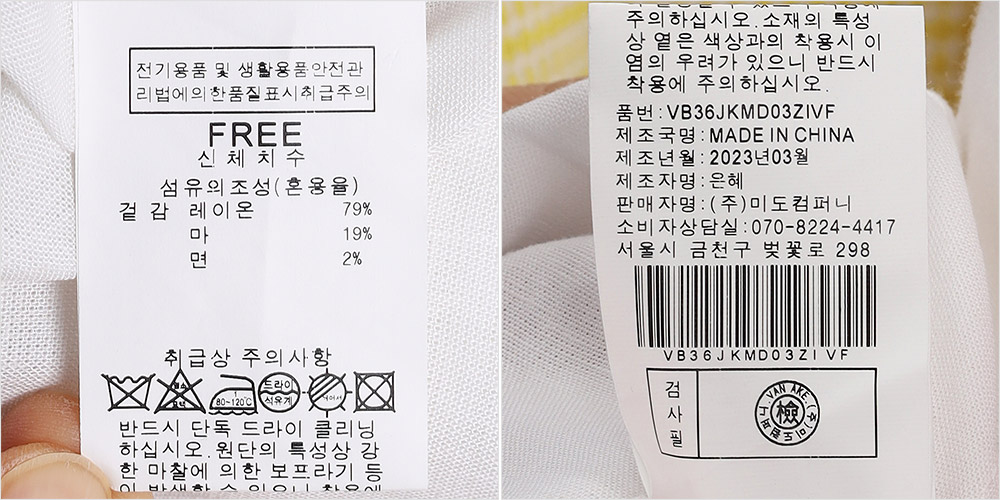 전기용품 및 생활용품안전관
리법에의한품질표시취급주의
FREE
신체치수
섬유의조성(혼용율)
겉감 레이온 79%
마 19%
면 2%
취급상 주의사항
80~120℃
드라이
석유계
반드시 단독 드라이 클리닝
하십시오.원단의 특성상 강
한 마찰에 의한 보프라기 등
주의하십시오.소재의 특성
상 옅은 색상과의 착용시 이
염의 우려가 있으니 반드시
착용에 주의하십시오.
품번:VB36JKMD03ZIVF
제조국명:MADE IN CHINA
제조년월:2023년03월
제조자명:은혜
판매자명:(주)미도컴퍼니
소비자상담실:070-8224-4417
서울시 금천구 벚꽃로 298
VB36JKMD03ZIVF
검
사
필
VAN AKE.(주)미도컴퍼니.
檢